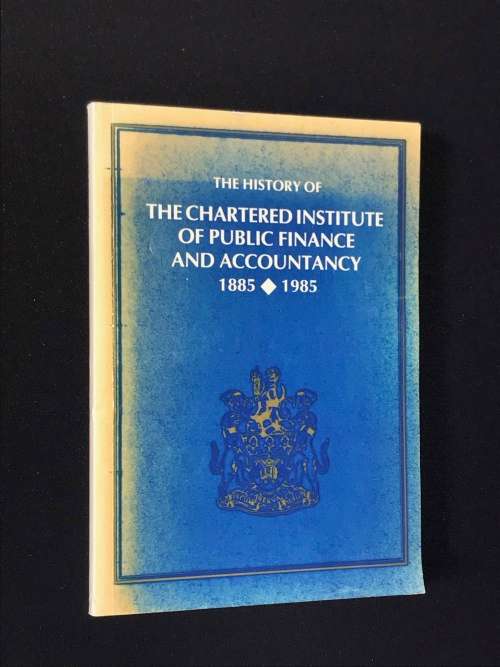 THE HISTORY OF
THE CHARTERED INSTITUTE
OF PUBLIC FINANCE
AND ACCOUNTANCY
1885 ◆ 1985